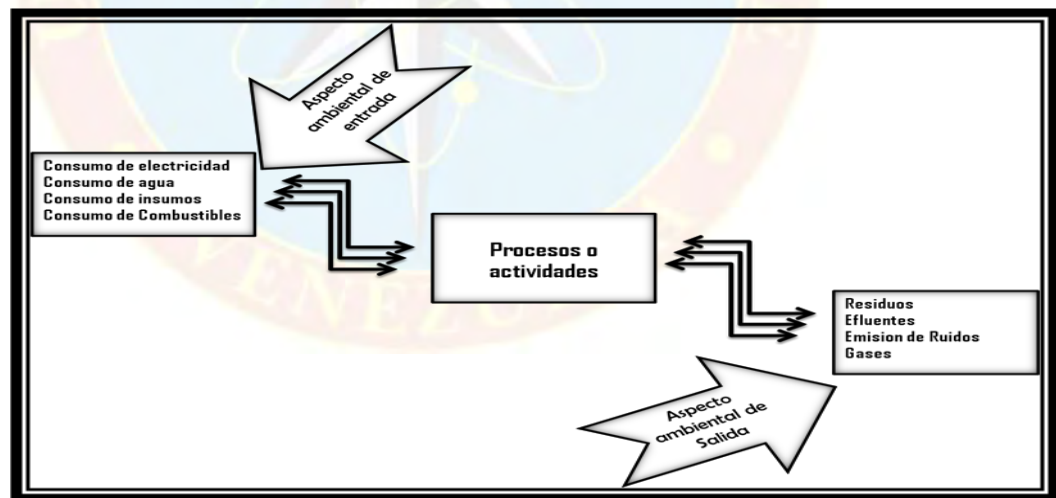 Aspecto
ambiental de
entrada
Consumo de electricidad
Consumo de agua
Consumo de insumos
Consumo de Combustibles
Procesos o
actividades
Residuos
Efluentes
Emision de Ruidos
Gases
Aspecto
ambiental de
Salida